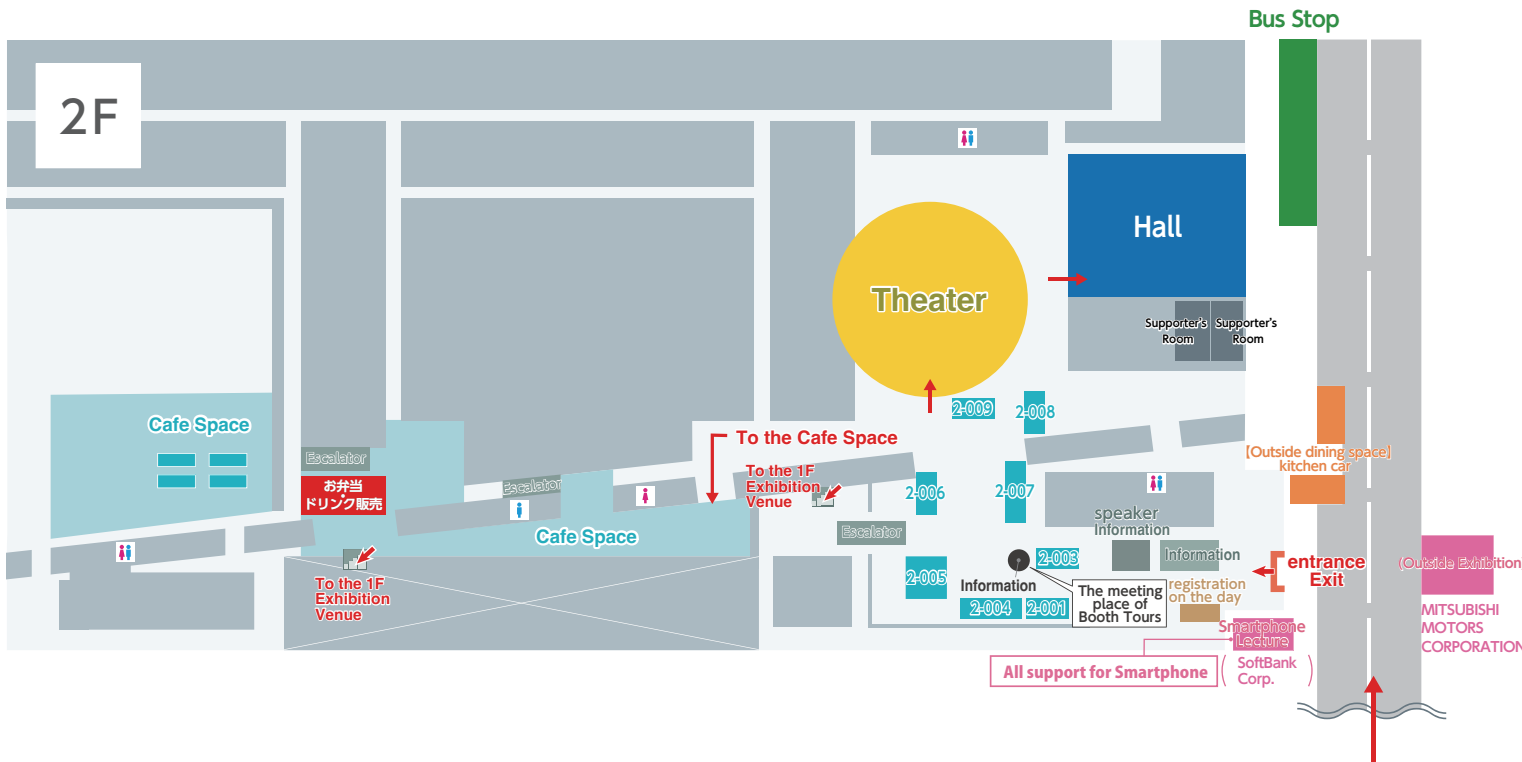 Bus Stop
2F
Hall
Theater
Supporter's
Room
Supporter's
Room
2-009
2-008
Cafe Space
To the Cafe Space
Escalator
お弁当
・
ドリンク販売
Escalator
To the 1F
Exhibition
Venue
2-006
2-007
【Outside dining space】
kitchen car
speaker
Information
Cafe Space
Escalator
Information
entrance
Exit
(Outside Exhibition
To the 1F
Exhibition
Venue
2-005
2-003
Information
The meeting
place of
Booth Tours
registration
on the day
2-004
2-001
MITSUBISHI
MOTORS
CORPORATION
Smartphone
Lecture
All support for Smartphone
(SoftBank
Corp.)